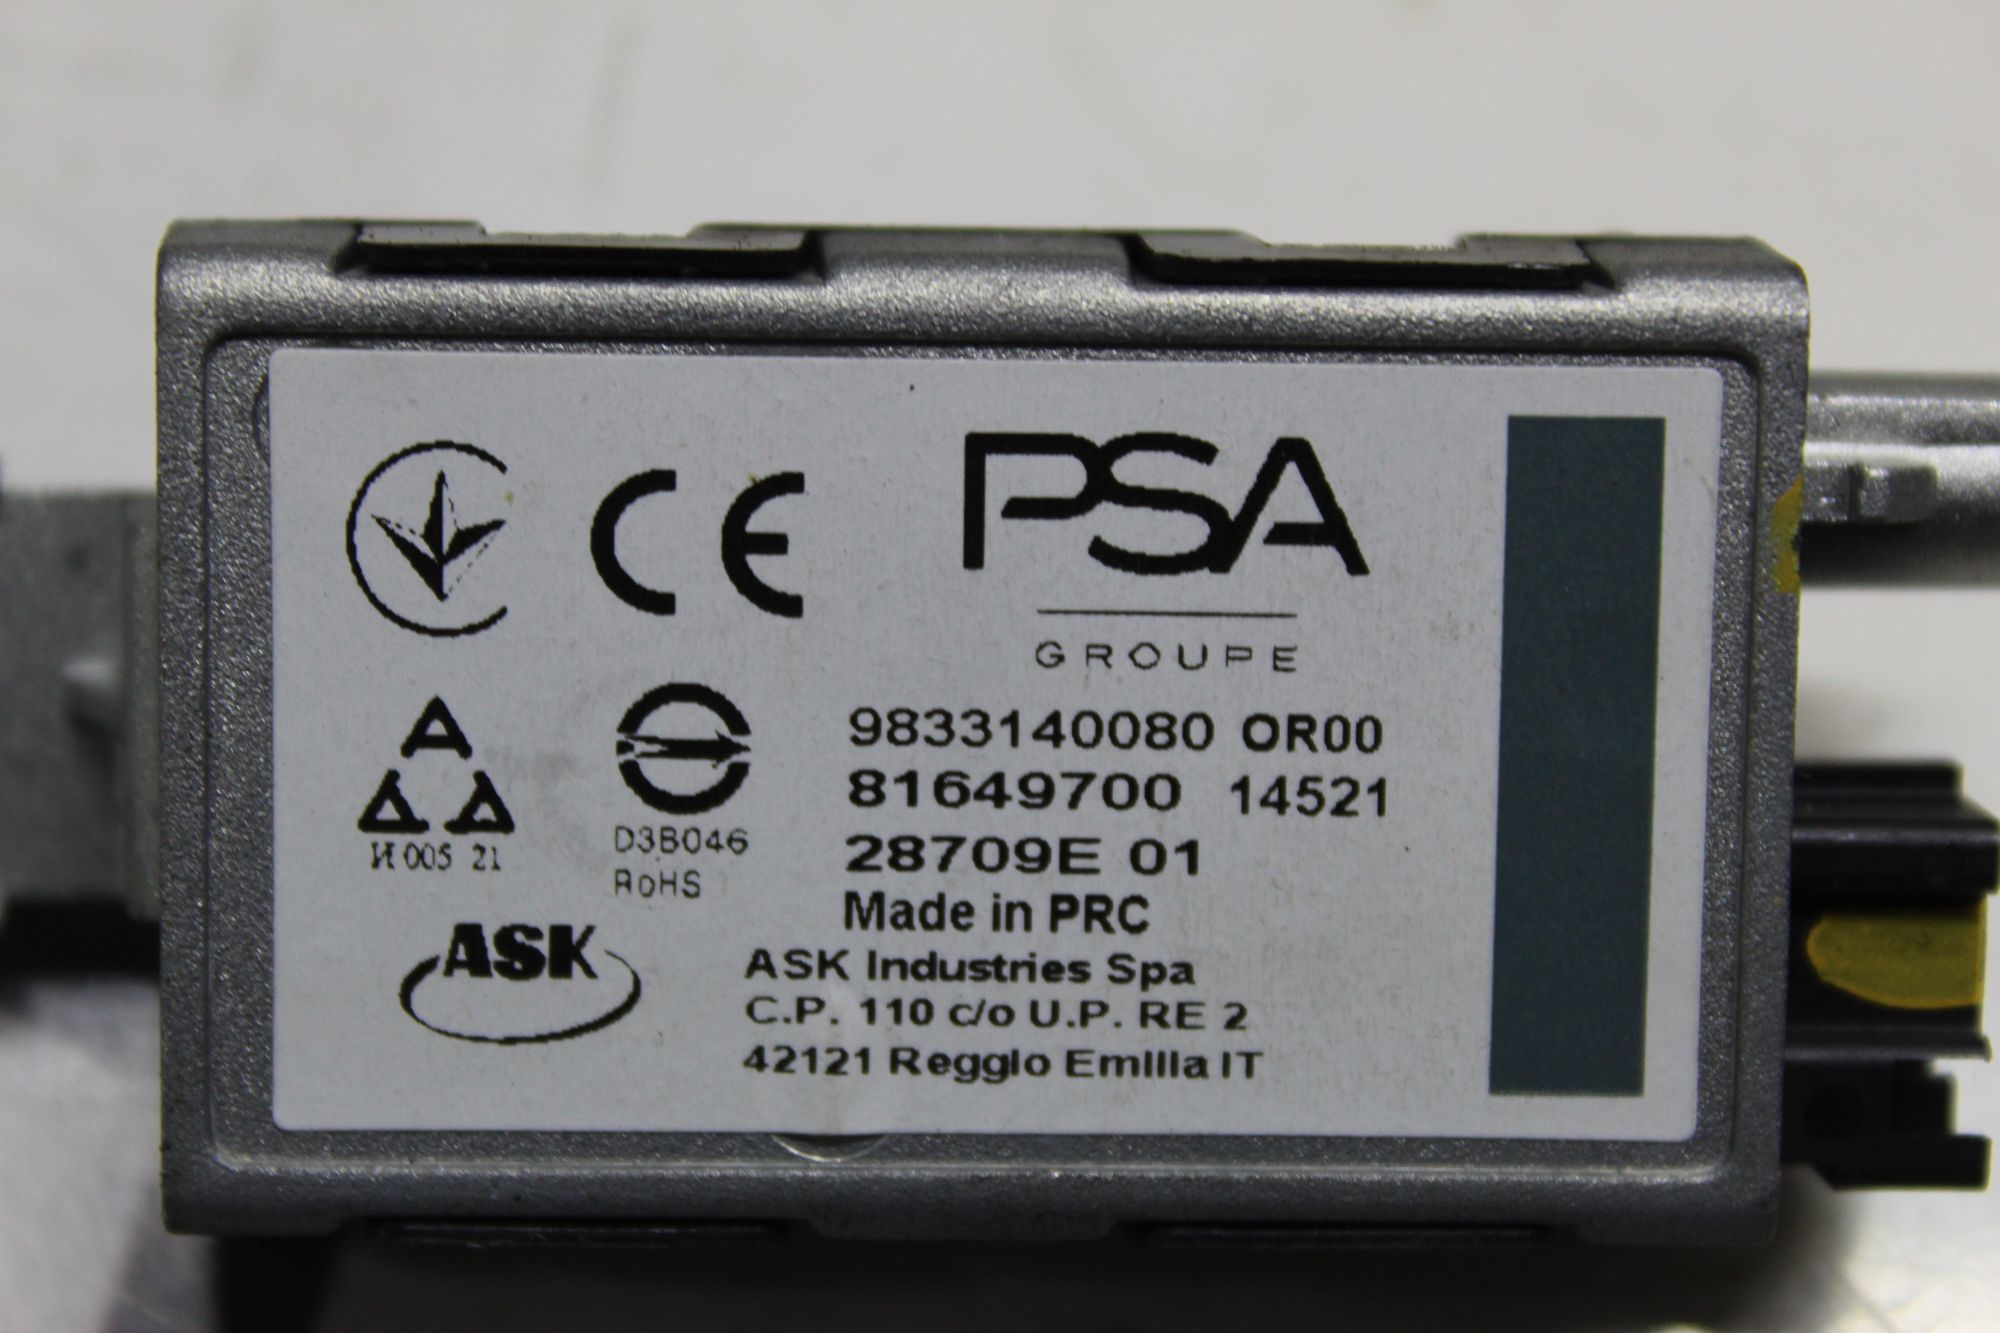 CE
PSA
GROUPE
9833140080 OR00
81649700 14521
28709E 01
Made in PRC
И005 21
D3B046
RoHS
ASK
ASK Industries Spa
C.P. 110 c/o U.P. RE 2
42121 Reggio Emilia IT